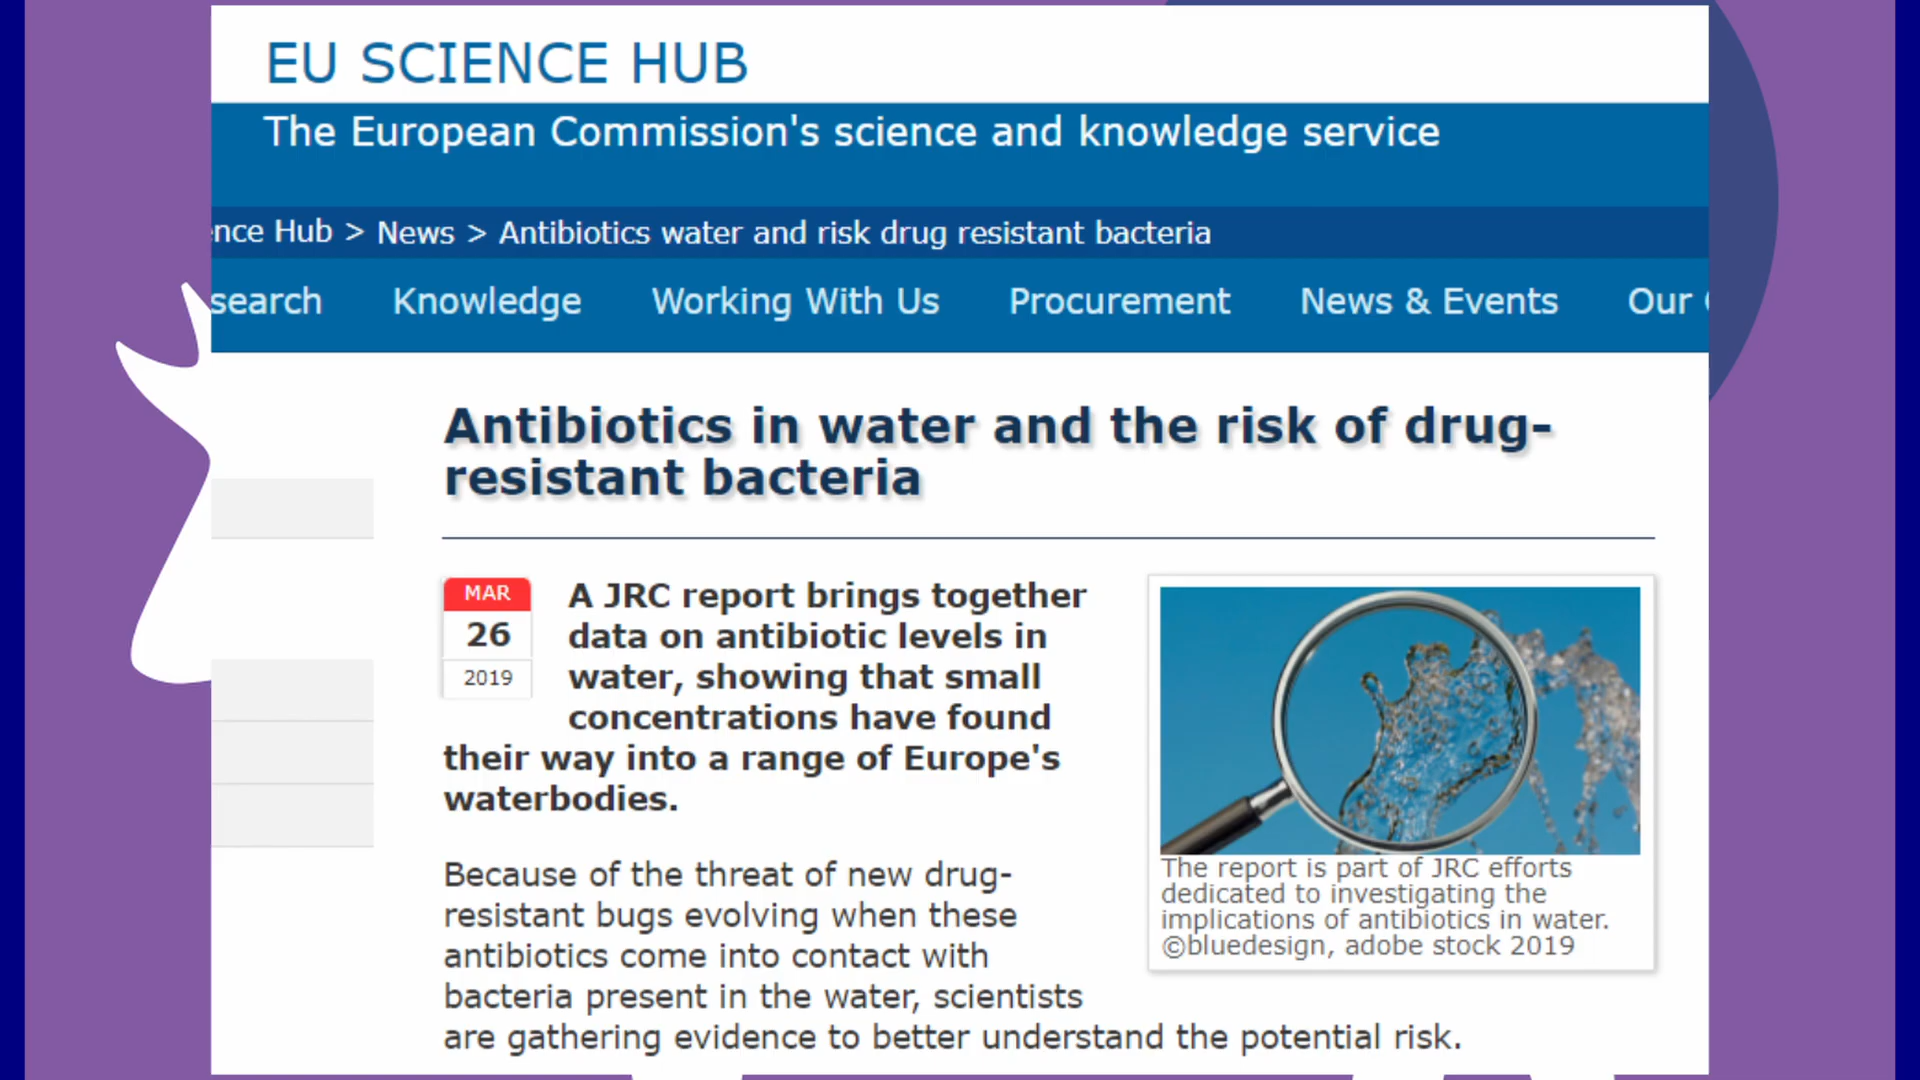 EU SCIENCE HUB
The European Commission's science and knowledge service
Hub > News > Antibiotics water and risk drug resistant bacteria
Knowledge Working With Us Procurement News & Events Our
Antibiotics in water and the risk of drug-
resistant bacteria
MAR
26
2019
A JRC report brings together
data on antibiotic levels in
water, showing that small
concentrations have found
their way into a range of Europe's
waterbodies.
Because of the threat of new drug-
resistant bugs evolving when these
antibiotics come into contact with
bacteria present in the water, scientists
are gathering evidence to better understand the potential risk.
The report is part of JRC efforts
dedicated to investigating the
implications of antibiotics in water.
©bluedesign, adobe stock 2019